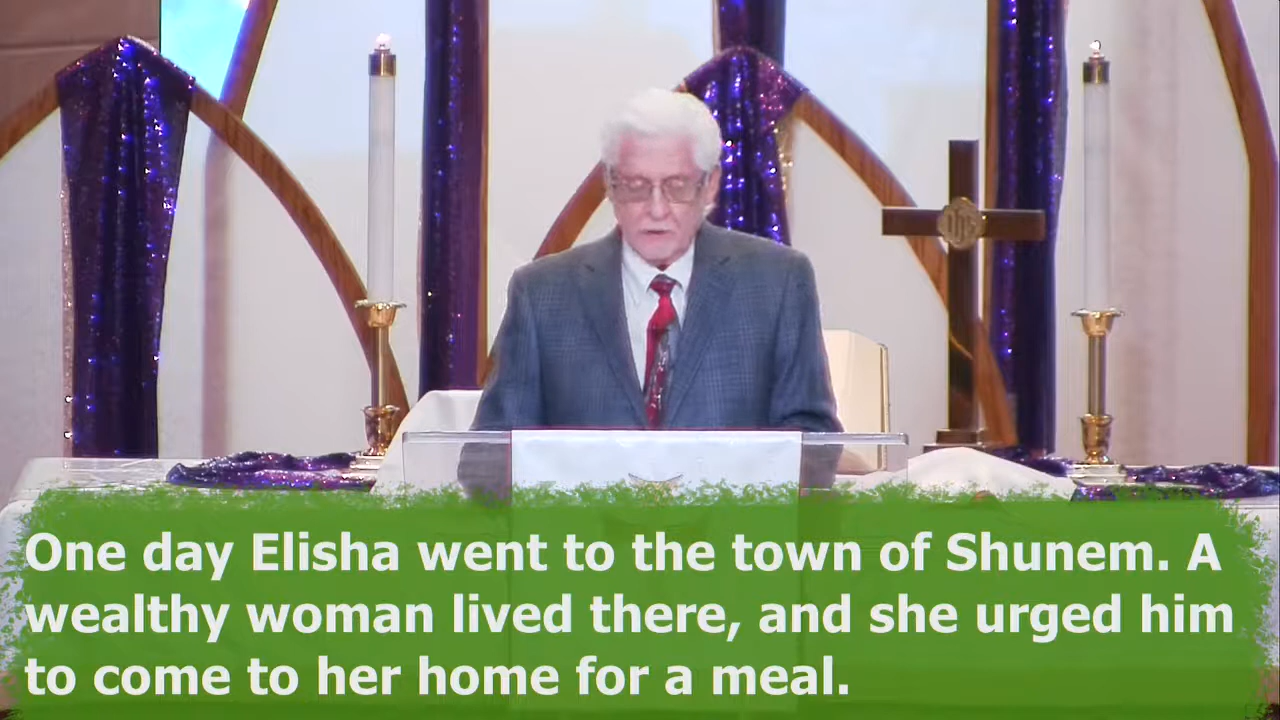 One day Elisha went to the town of Shunem. A
wealthy woman lived there, and she urged him
to come to her home for a meal.